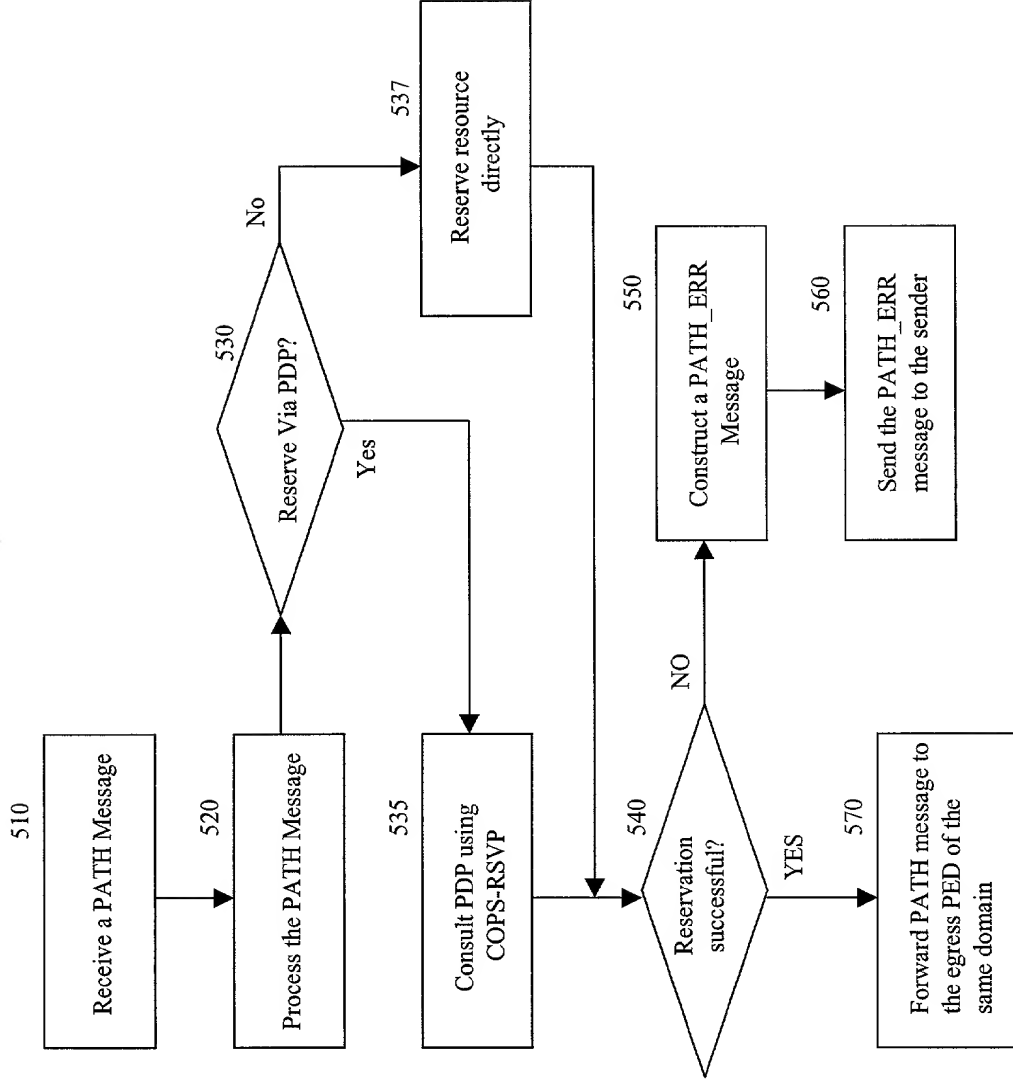 510
Receive a PATH Message
520
Process the PATH Message
530
Reserve Via PDP?
No
Yes
537
Reserve resource
directly
535
Consult PDP using
COPS-RSVP
540
Reservation
successful?
NO
YES
550
Construct a PATH_ERR
Message
560
Send the PATH_ERR
message to the sender
570
Forward PATH message to
the egress PED of the
same domain